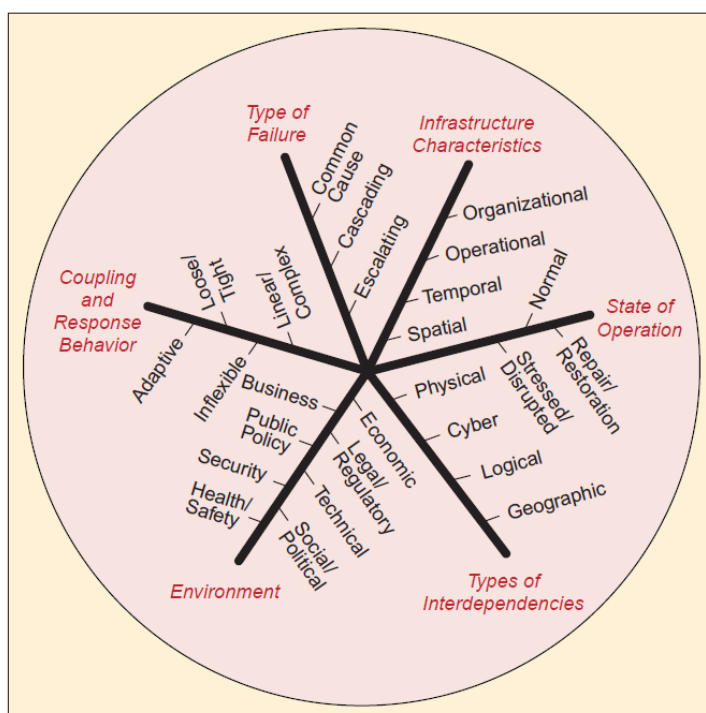 Type of
Failure
Common
Cause
Cascading
Escalating
Infrastructure
Characteristics
Organizational
Operational
Temporal
Spatial
State of
Operation
Normal
Stressed/
Disrupted
Repair/
Restoration
Types of
Interdependencies
Physical
Cyber
Logical
Geographic
Environment
Economic
Legal/
Regulatory
Technical
Social/
Political
Business
Public
Policy
Security
Health/
Safety
Coupling
and
Response
Behavior
Adaptive
Loose/
Tight
Inflexible
Linear/
Complex